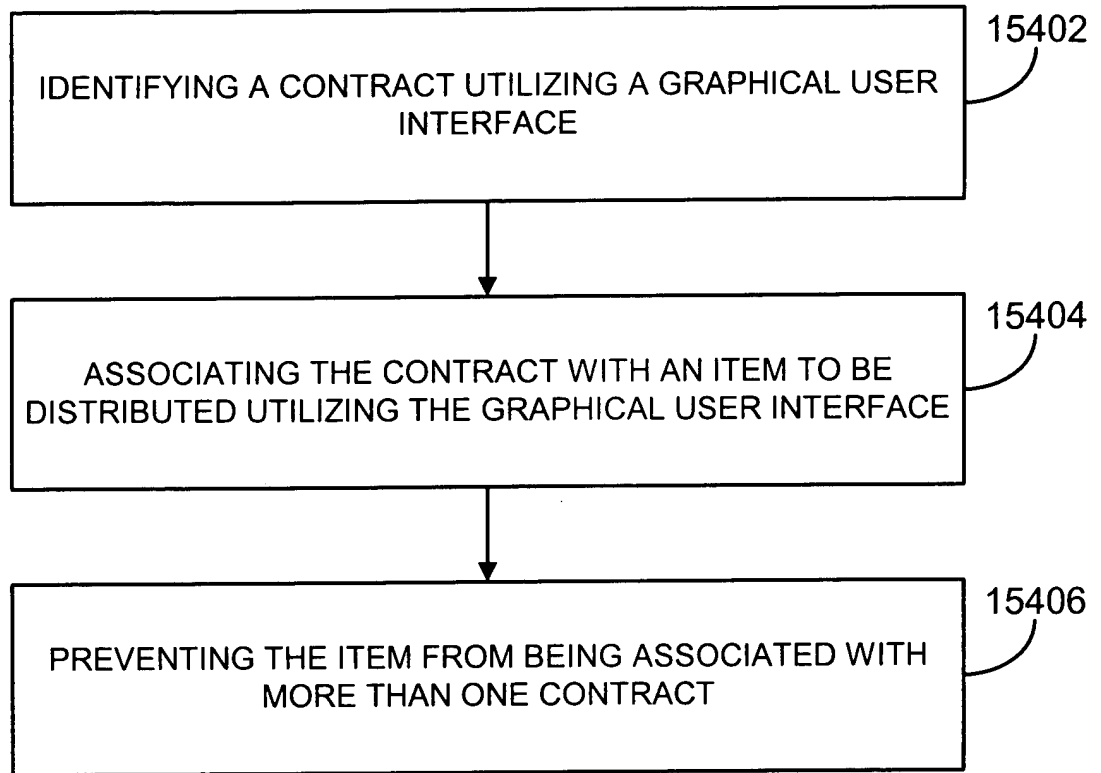 15402
IDENTIFYING A CONTRACT UTILIZING A GRAPHICAL USER
INTERFACE
15404
ASSOCIATING THE CONTRACT WITH AN ITEM TO BE
DISTRIBUTED UTILIZING THE GRAPHICAL USER INTERFACE
15406
PREVENTING THE ITEM FROM BEING ASSOCIATED WITH
MORE THAN ONE CONTRACT